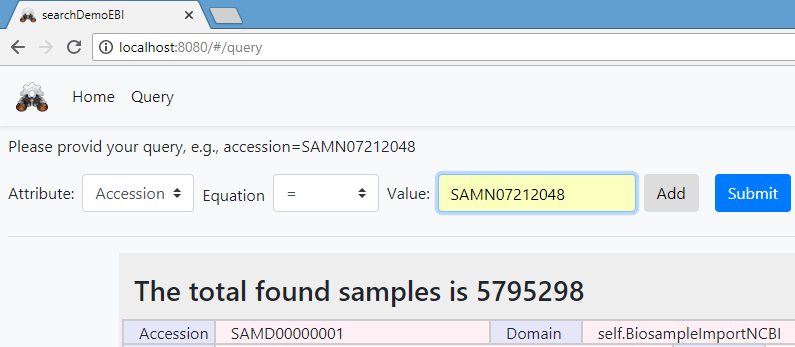 searchDemoEBI
localhost:8080/#/query
Home Query
Please provid your query, e.g., accession=SAMN07212048
Attribute: Accession Equation = Value: SAMN07212048 Add Submit
The total found samples is 5795298
Accession SAMD00000001 Domain self.BiosampleImportNCBI